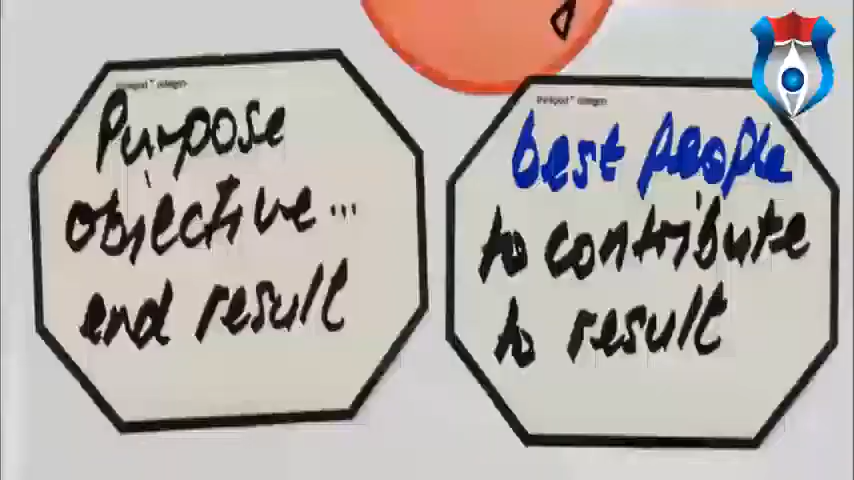 Purpose
objective...
end result
best people
to contribute
to result